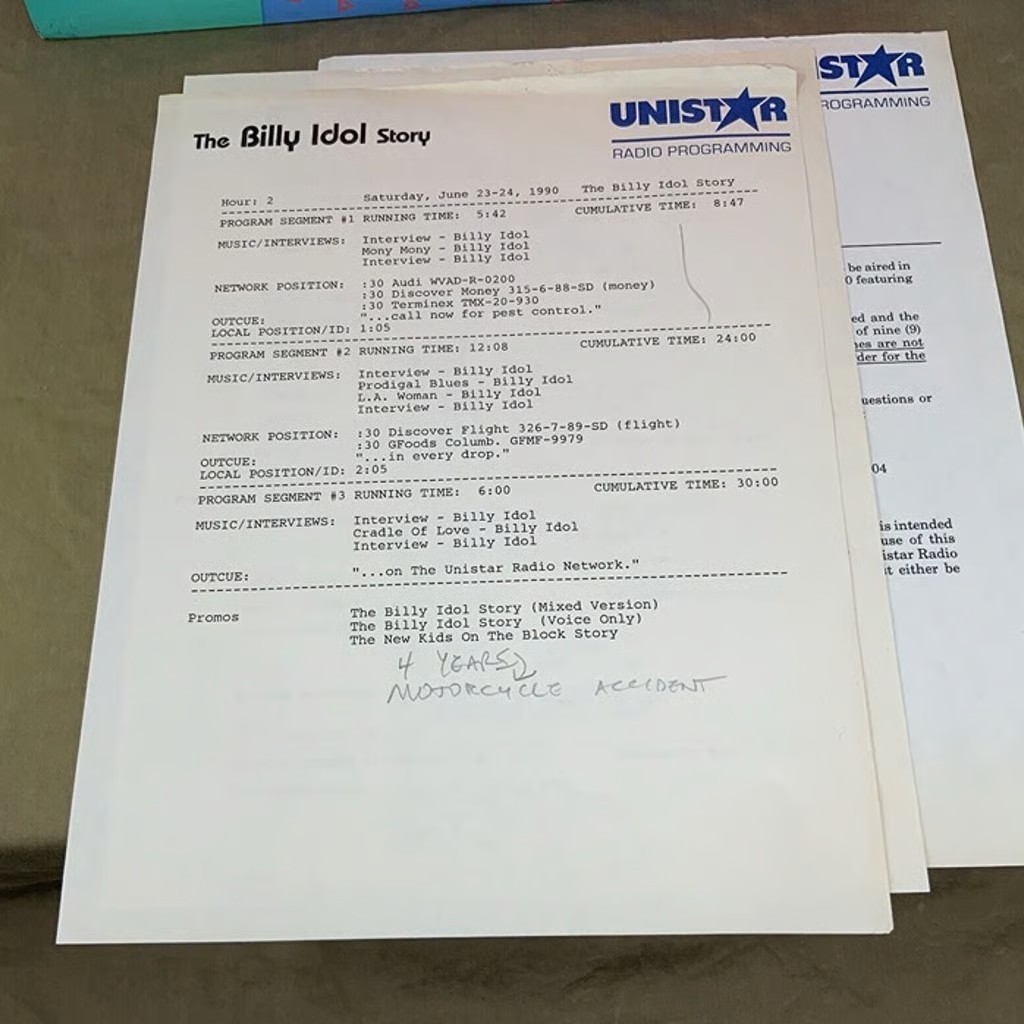 The Billy Idol Story
UNISTAR
RADIO PROGRAMMING
Hour: 2 Saturday, June 23-24, 1990 The Billy Idol Story
PROGRAM SEGMENT #1 RUNNING TIME: 5:42 CUMULATIVE TIME: 8:47
MUSIC/INTERVIEWS: Interview - Billy Idol
Mony Mony - Billy Idol
Interview - Billy Idol
NETWORK POSITION: :30 Audi WVAD-R-0200
:30 Discover Money 315-6-88-SD (money)
:30 Terminex TMX-20-930
OUTCUE: "...call now for pest control."
LOCAL POSITION/ID: 1:05
PROGRAM SEGMENT #2 RUNNING TIME: 12:08 CUMULATIVE TIME: 24:00
MUSIC/INTERVIEWS: Interview - Billy Idol
Prodigal Blues - Billy Idol
L.A. Woman - Billy Idol
Interview - Billy Idol
NETWORK POSITION: :30 Discover Flight 326-7-89-SD (flight)
:30 GFoods Columb. GFMF-9979
OUTCUE: "...in every drop."
LOCAL POSITION/ID: 2:05
PROGRAM SEGMENT #3 RUNNING TIME: 6:00 CUMULATIVE TIME: 30:00
MUSIC/INTERVIEWS: Interview - Billy Idol
Cradle Of Love - Billy Idol
Interview - Billy Idol
OUTCUE: "...on The Unistar Radio Network."
Promos The Billy Idol Story (Mixed Version)
The Billy Idol Story (Voice Only)
The New Kids On The Block Story
4 YEARS
MOTORCYCLE ACCIDENT
STAR
ROGRAMMING
be aired in
0 featuring
ed and the
of nine (9)
es are not
der for the
uestions or
04
is intended
use of this
istar Radio
t either be